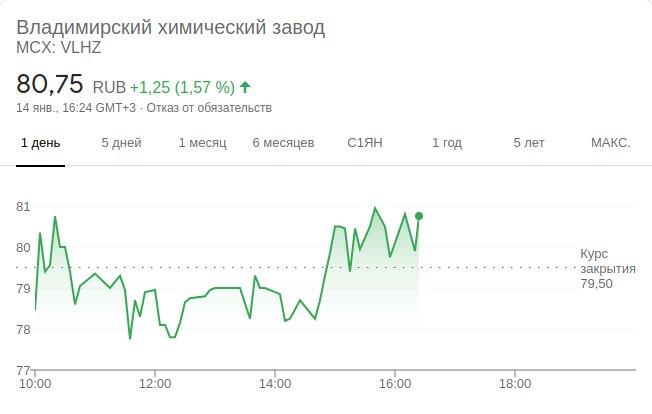 Владимирский химический завод
MCX: VLHZ
80,75 RUB +1,25 (1,57 %)
14 янв., 16:24 GMT+3 · Отказ от обязательств
1 день 5 дней 1 месяц 6 месяцев С1ЯН 1 год 5 лет МАКС.
81
80
79
78
77
Курс
закрытия
79,50
10:00 12:00 14:00 16:00 18:00